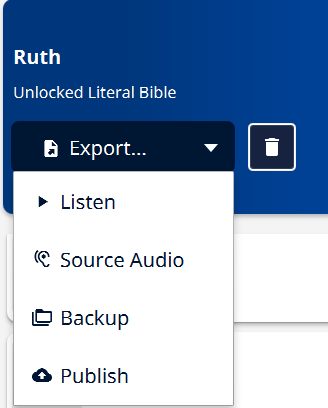 Ruth
Unlocked Literal Bible
Export...
Listen
Source Audio
Backup
Publish